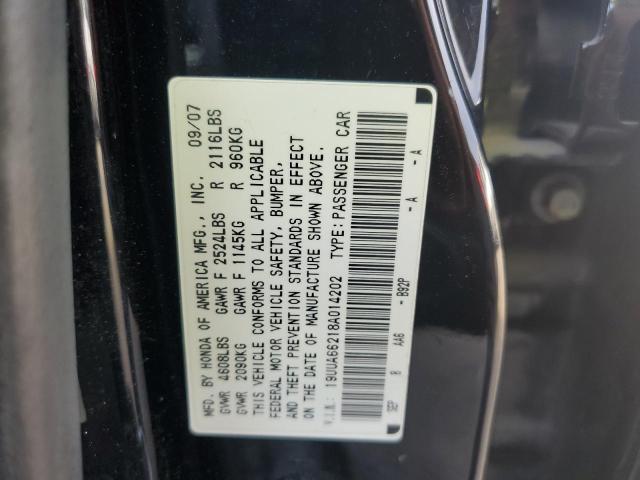 MFD. BY HONDA OF AMERICA MFG., INC. 09/07
GVWR 4608LBS GAWR F 2524LBS R 2116LBS
GVWR 2090KG GAWR F 1145KG R 960KG
THIS VEHICLE CONFORMS TO ALL APPLICABLE
FEDERAL MOTOR VEHICLE SAFETY, BUMPER,
AND THEFT PREVENTION STANDARDS IN EFFECT
ON THE DATE OF MANUFACTURE SHOWN ABOVE.
V.I.N.: 19UUA66218A014202 TYPE: PASSENGER CAR
SEP 8 AA6 -B92P -A -A